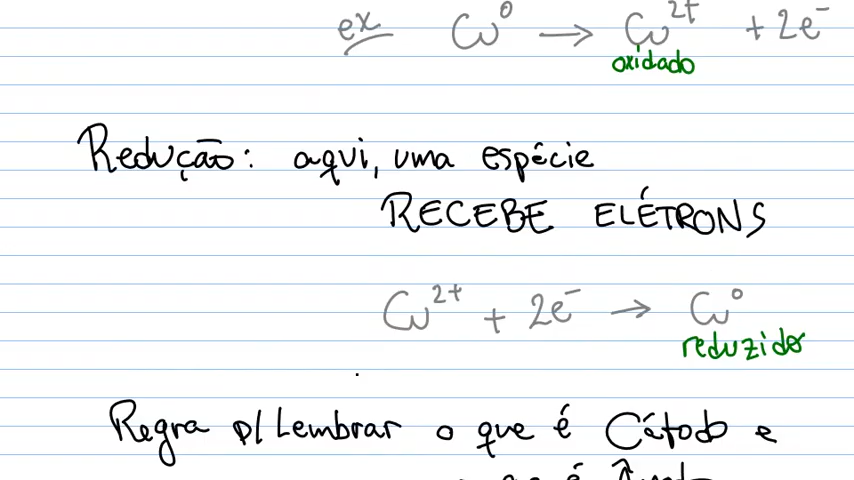 ex Cu⁰ → Cu²⁺ + 2e⁻
oxidado
Redução: aqui, uma espécie
RECEBE ELÉTRONS
Cu²⁺ + 2e⁻ → Cu⁰
reduzido
Regra p/ Lembrar o que é Cátodo e